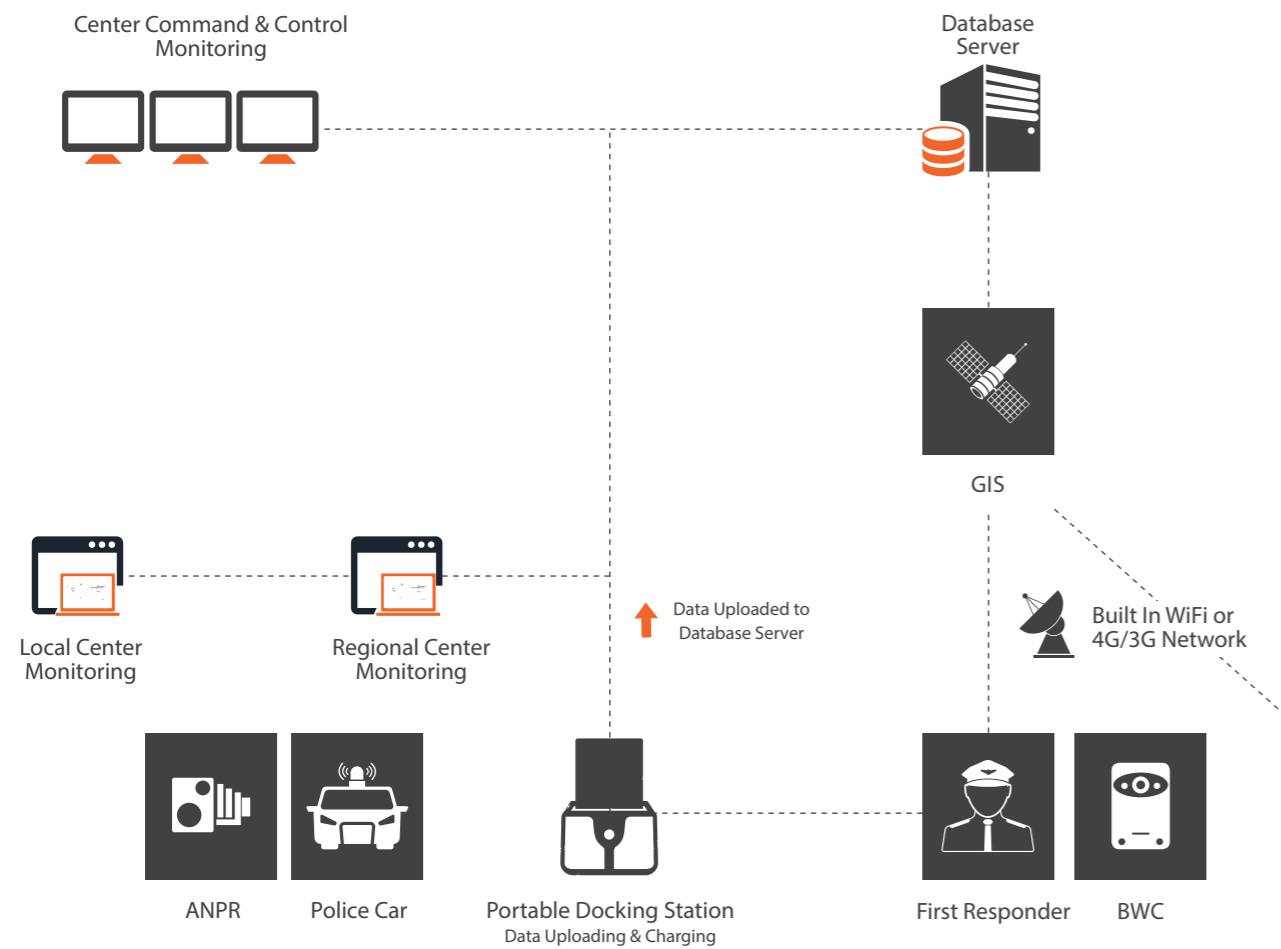 Center Command & Control
Monitoring
Database
Server
GIS
Data Uploaded to
Database Server
Built In WiFi or
4G/3G Network
Local Center
Monitoring
Regional Center
Monitoring
ANPR
Police Car
Portable Docking Station
Data Uploading & Charging
First Responder
BWC